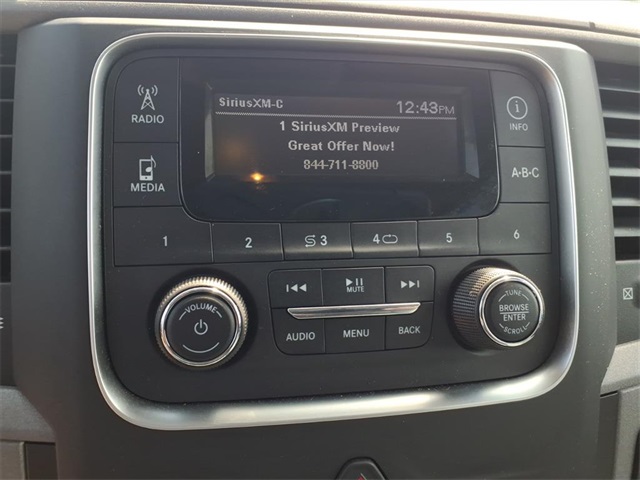 SiriusXM-C 12:43PM
1 SiriusXM Preview
Great Offer Now!
844-711-8800
RADIO
INFO
MEDIA
A-B-C
1 2 3 4 5 6
MUTE
VOLUME
AUDIO MENU BACK
TUNE
BROWSE
ENTER
SCROLL